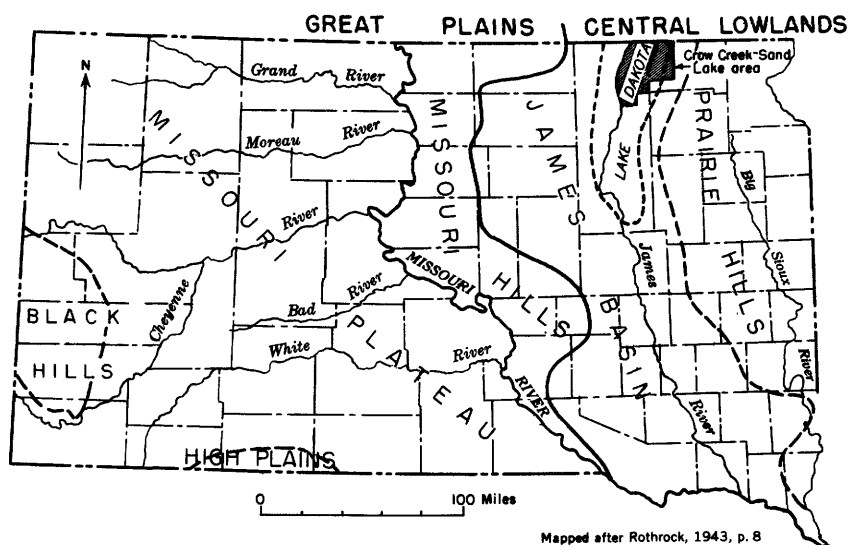 GREAT PLAINS CENTRAL LOWLANDS
N
Grand River
Moreau River
MISSOURI PLATEAU
River
Cheyenne
BLACK
HILLS
Bad River
White River
HIGH PLAINS
MISSOURI HILLS
MISSOURI
RIVER
JAMES BASIN
LAKE DAKOTA
Crow Creek-Sand
Lake area
PRAIRIE HILLS
James
River
Big
Sioux
River
0 100 Miles
Mapped after Rothrock, 1943, p. 8